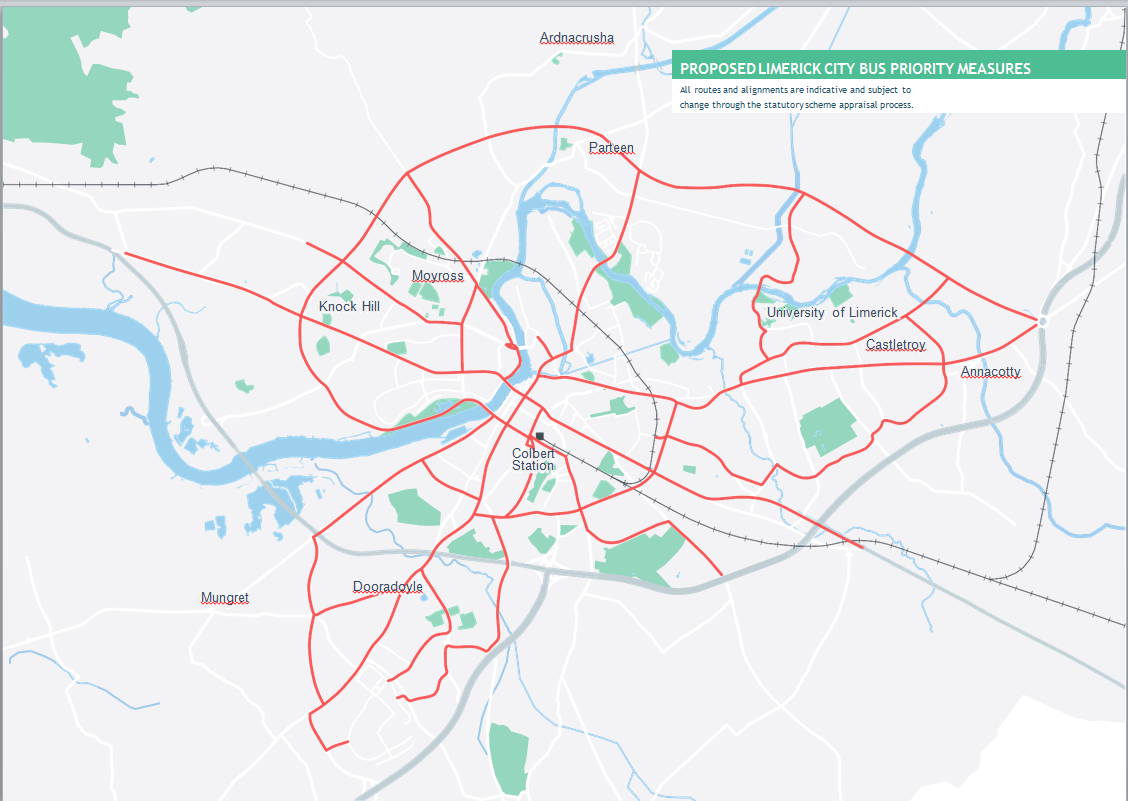 Ardnacrusha
PROPOSED LIMERICK CITY BUS PRIORITY MEASURES
All routes and alignments are indicative and subject to
change through the statutory scheme appraisal process.
Parteen
Moyross
Knock Hill
University of Limerick
Castletroy
Annacotty
Colbert
Station
Dooradoyle
Mungret